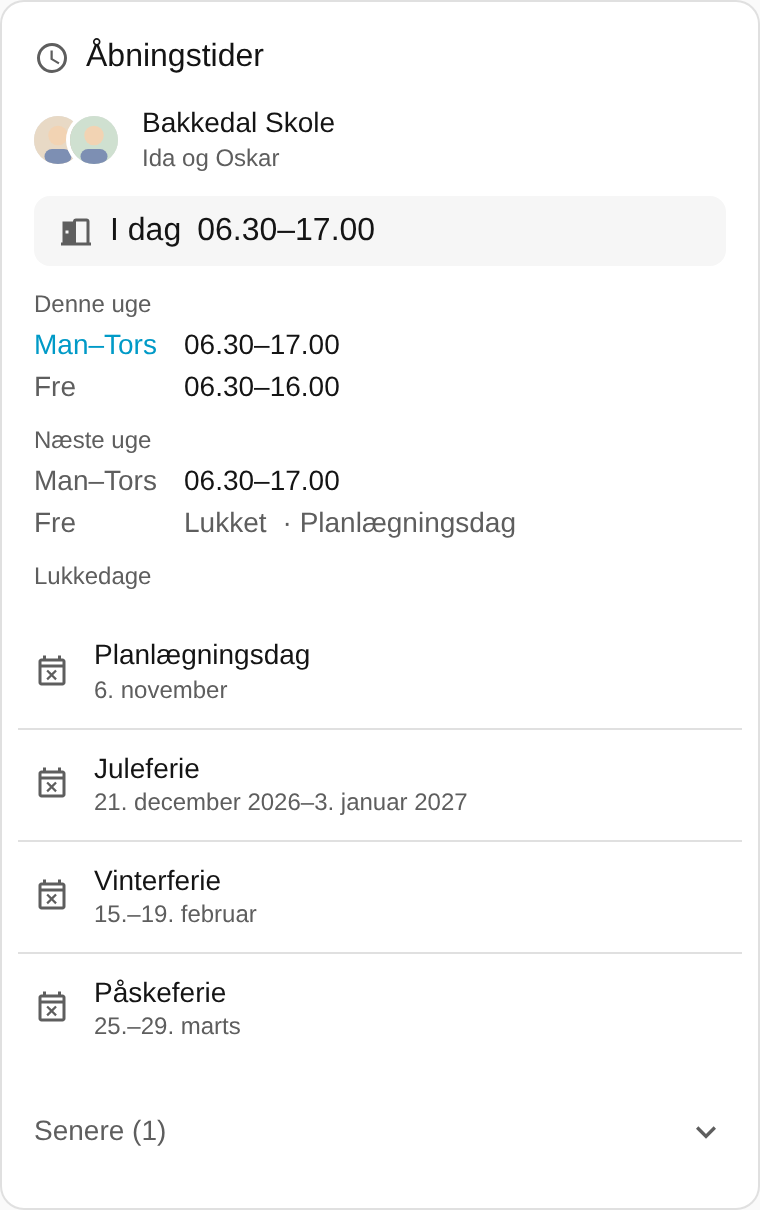 Åbningstider
Bakkedal Skole
Ida og Oskar
I dag 06.30–17.00
Denne uge
Man–Tors 06.30–17.00
Fre 06.30–16.00
Næste uge
Man–Tors 06.30–17.00
Fre Lukket · Planlægningsdag
Lukkedage
Planlægningsdag
6. november
Juleferie
21. december 2026–3. januar 2027
Vinterferie
15.–19. februar
Påskeferie
25.–29. marts
Senere (1)